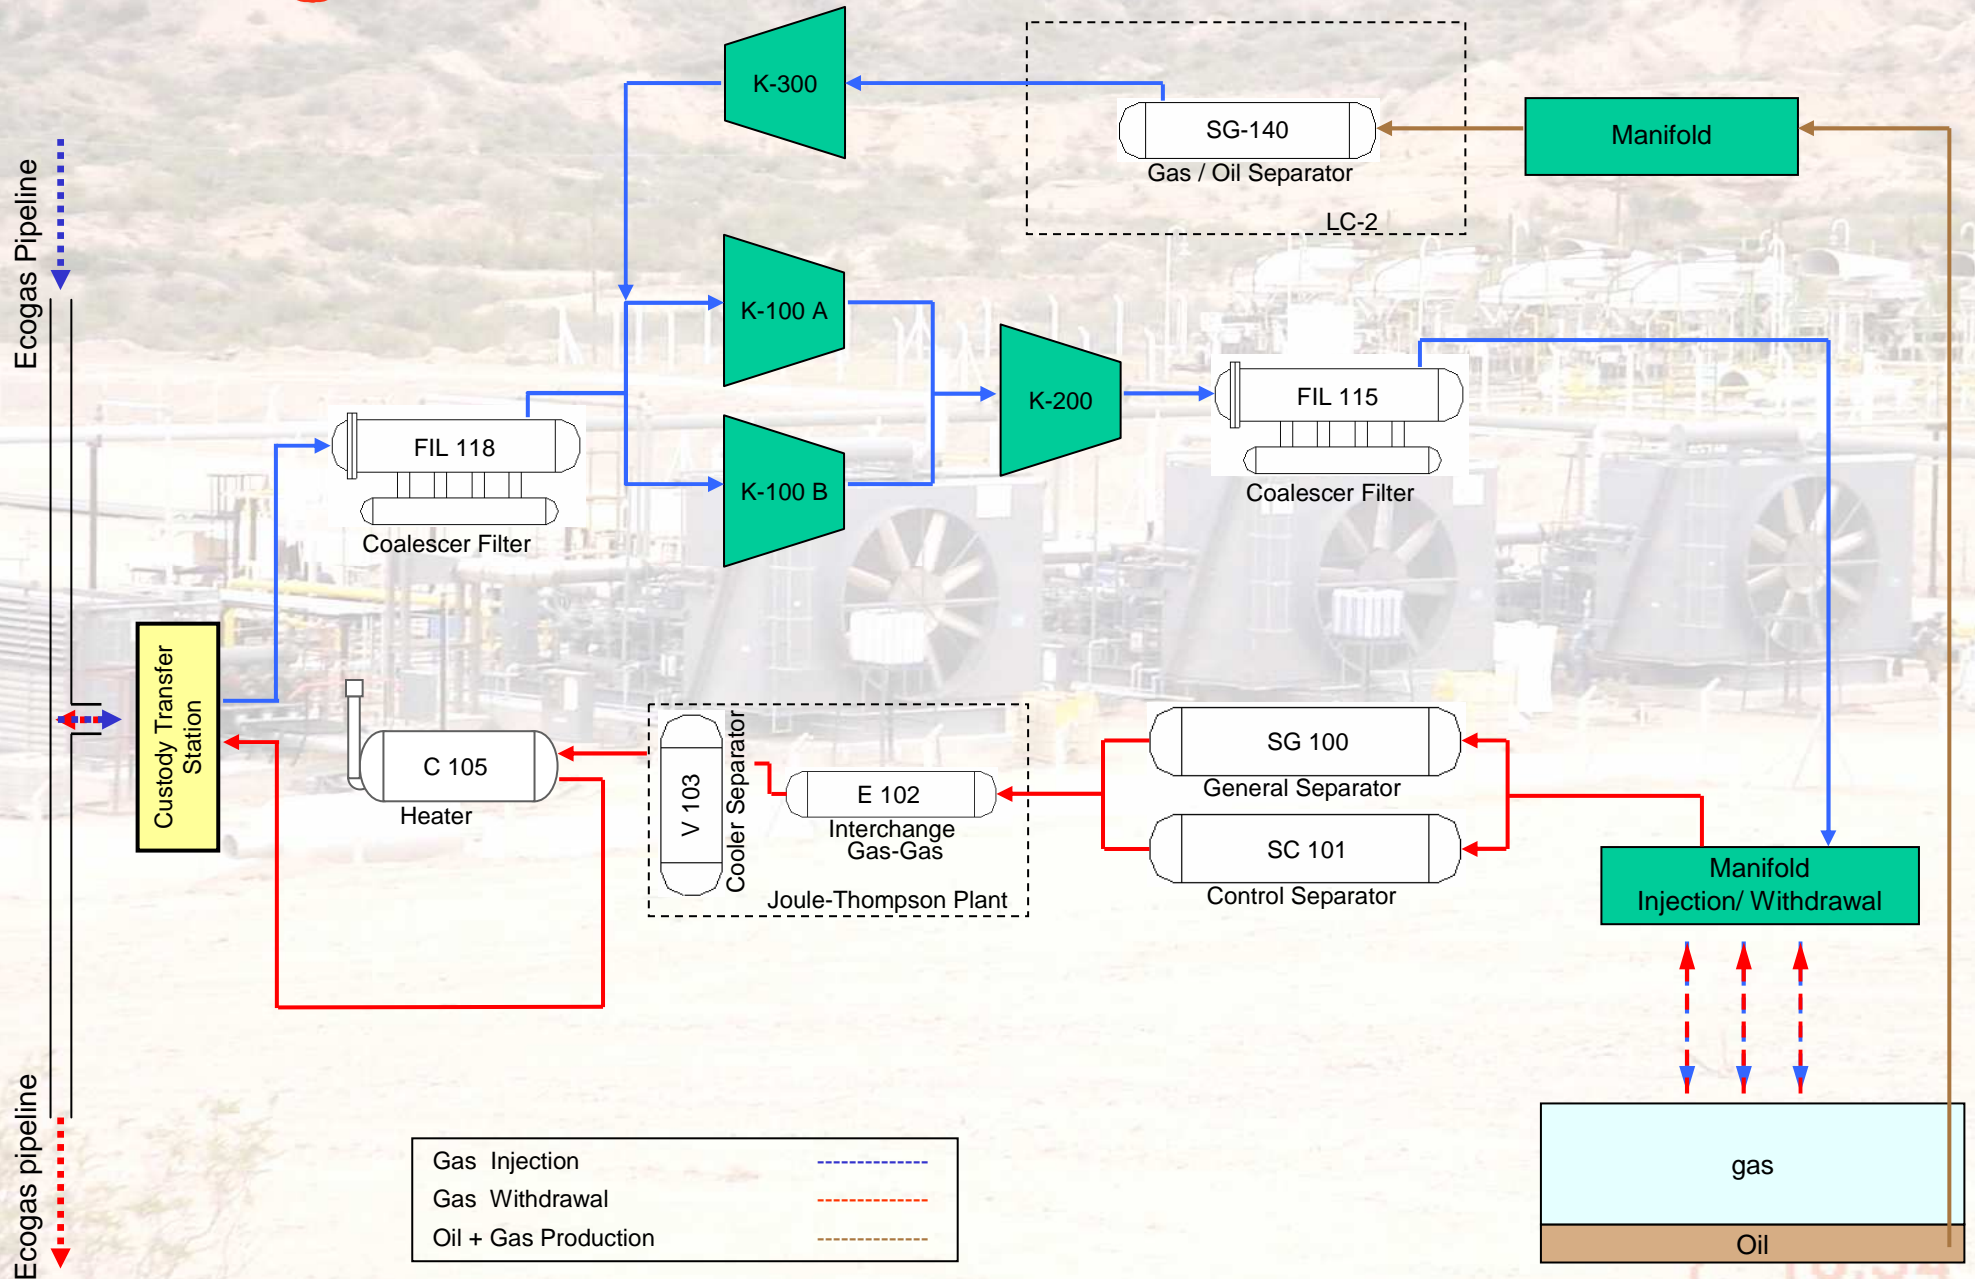 K-300
SG-140
Gas / Oil Separator
LC-2
Manifold
Ecogas Pipeline
K-100 A
K-100 B
K-200
FIL 115
Coalescer Filter
FIL 118
Coalescer Filter
Custody Transfer
Station
C 105
Heater
V 103
Cooler Separator
E 102
Interchange
Gas-Gas
Joule-Thompson Plant
SG 100
General Separator
SC 101
Control Separator
Manifold
Injection/ Withdrawal
Ecogas pipeline
Gas Injection
Gas Withdrawal
Oil + Gas Production
gas
Oil